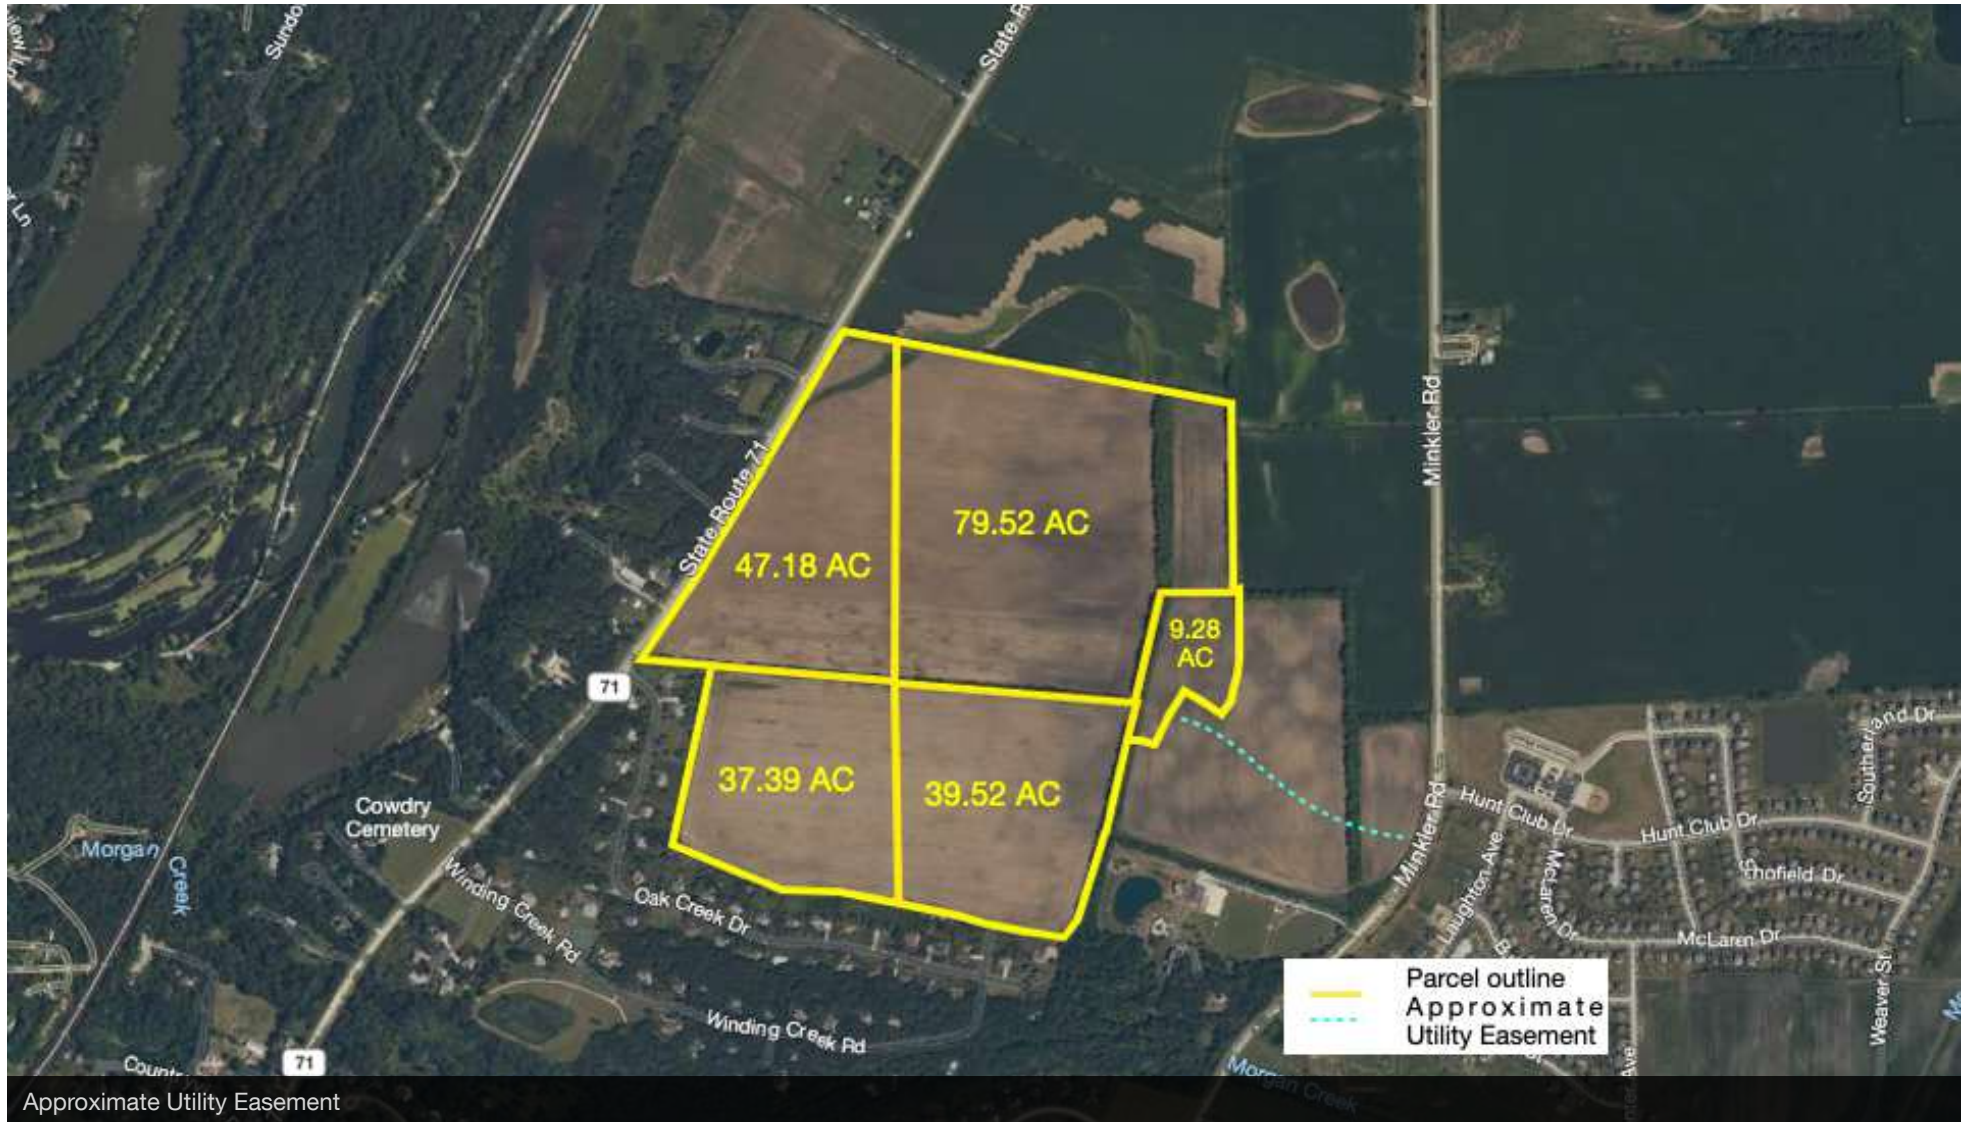 Sundo
State R
State Route 71
Minkler Rd
79.52 AC
47.18 AC
9.28
AC
71
37.39 AC
39.52 AC
Cowdry
Cemetery
Morgan Creek
Winding Creek Rd
Oak Creek Dr
Winding Creek Rd
Minkler Rd
Hunt Club Dr
Hunt Club Dr
Southerland Dr
Schofield Dr
McLaren Dr
McLaren Dr
Laughton Ave
Weaver St
71
Country
Morgan Creek
Parcel outline
Approximate
Utility Easement
Approximate Utility Easement